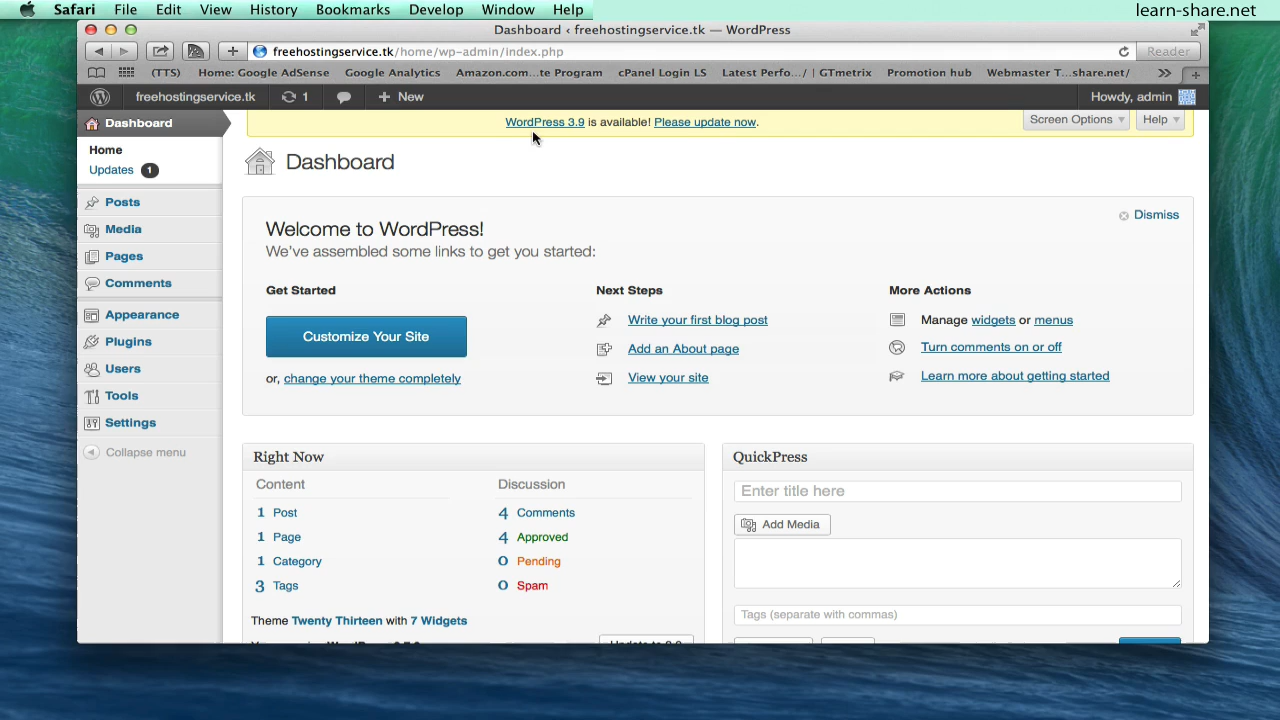 Safari File Edit View History Bookmarks Develop Window Help
learn-share.net
Dashboard ‹ freehostingservice.tk — WordPress
freehostingservice.tk/home/wp-admin/index.php
Reader
(TTS) Home: Google AdSense Google Analytics Amazon.com...te Program cPanel Login LS Latest Perfo.../ | GTmetrix Promotion hub Webmaster T...share.net/
freehostingservice.tk 1 + New Howdy, admin
WordPress 3.9 is available! Please update now.
Screen Options Help
Dashboard
Home
Updates 1
Posts
Media
Pages
Comments
Appearance
Plugins
Users
Tools
Settings
Collapse menu
Dashboard
Dismiss
Welcome to WordPress!
We've assembled some links to get you started:
Get Started
Customize Your Site
or, change your theme completely
Next Steps
Write your first blog post
Add an About page
View your site
More Actions
Manage widgets or menus
Turn comments on or off
Learn more about getting started
Right Now
Content
1 Post
1 Page
1 Category
3 Tags
Discussion
4 Comments
4 Approved
0 Pending
0 Spam
Theme Twenty Thirteen with 7 Widgets
QuickPress
Enter title here
Add Media
Tags (separate with commas)